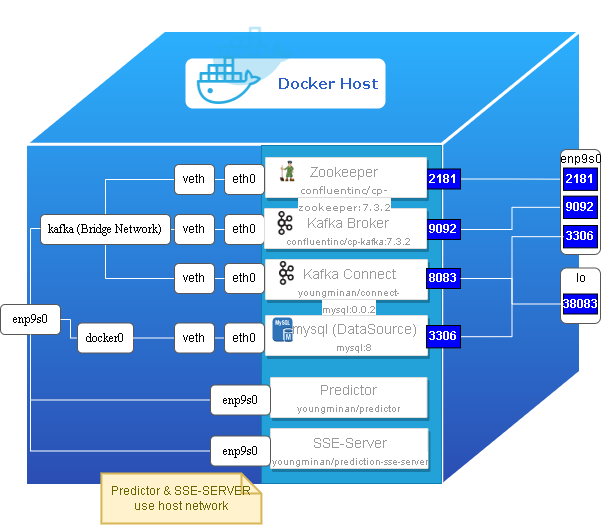 Docker Host
enp9s0
veth
eth0
Zookeeper
confluentinc/cp-
zookeeper:7.3.2
2181
2181
kafka (Bridge Network)
veth
eth0
Kafka Broker
confluentinc/cp-kafka:7.3.2
9092
9092
3306
veth
eth0
Kafka Connect
youngminan/connect-
mysql:0.0.2
8083
lo
38083
enp9s0
docker0
veth
eth0
MySQL
M
mysql (DataSource)
mysql:8
3306
enp9s0
Predictor
youngminan/predictor
enp9s0
SSE-Server
youngminan/prediction-sse-server
Predictor & SSE-SERVER
use host network